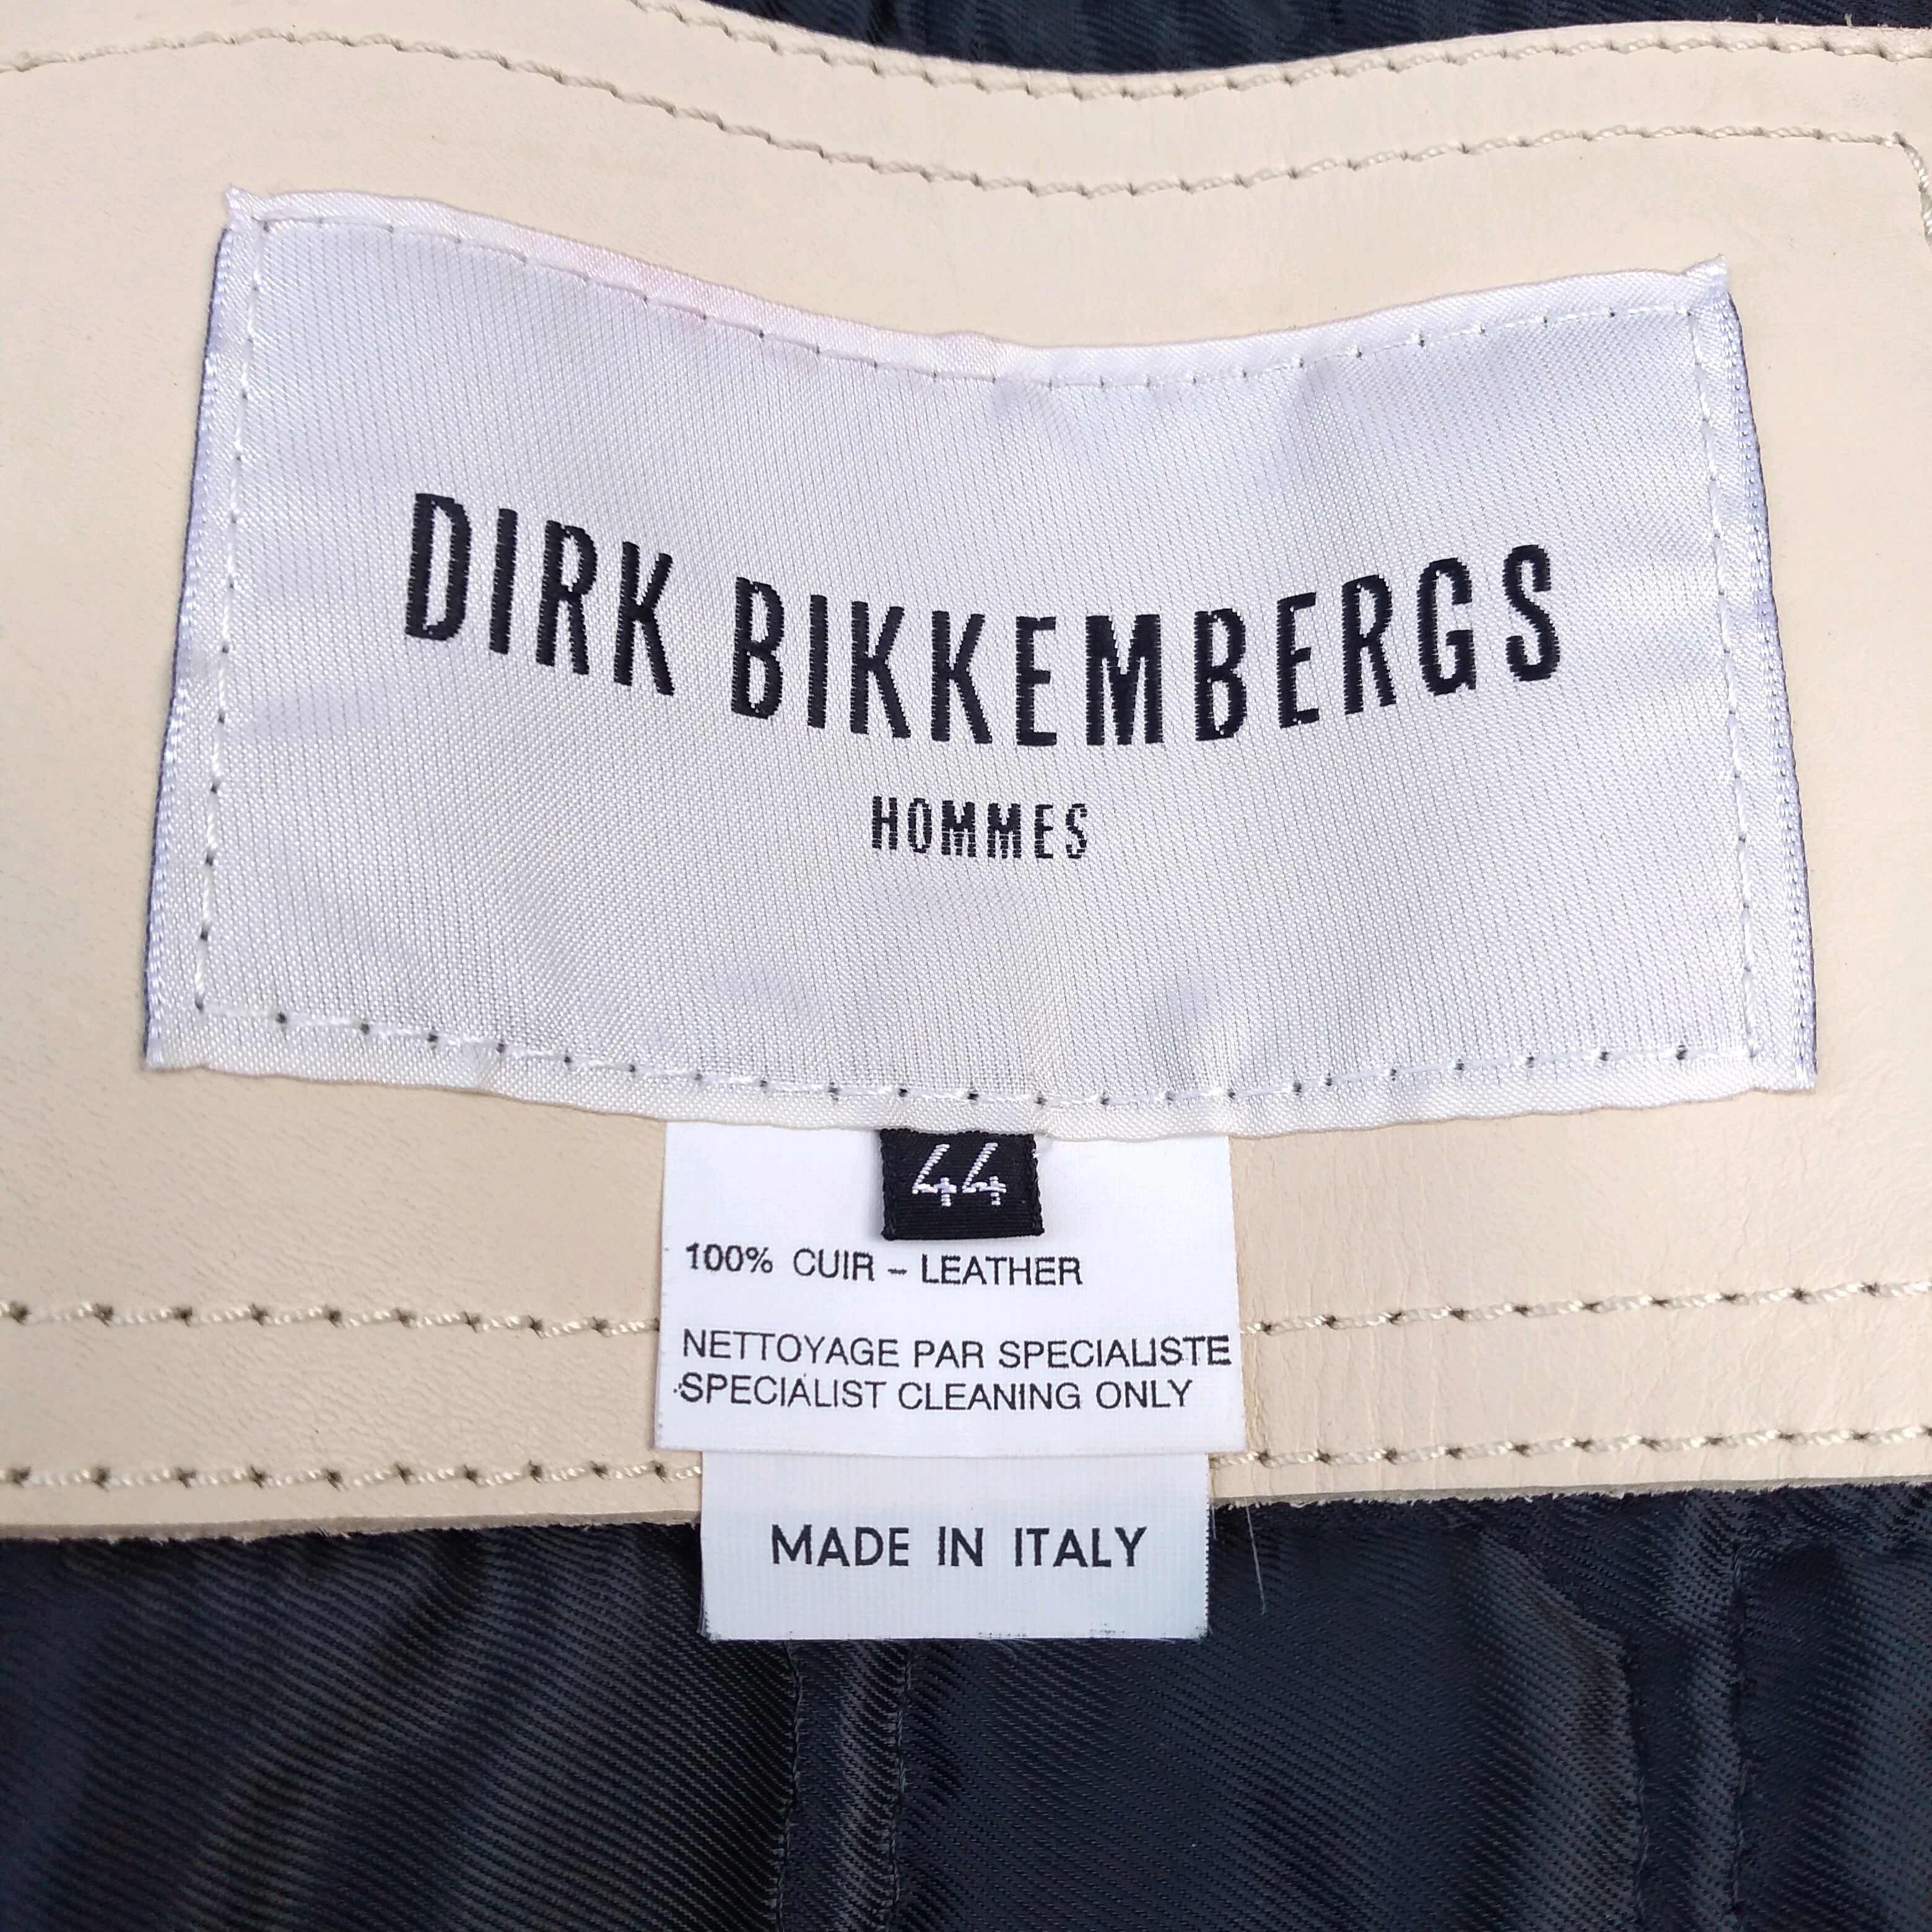 DIRK BIKKEMBERGS
HOMMES
44
100% CUIR – LEATHER
NETTOYAGE PAR SPECIALISTE
SPECIALIST CLEANING ONLY
MADE IN ITALY